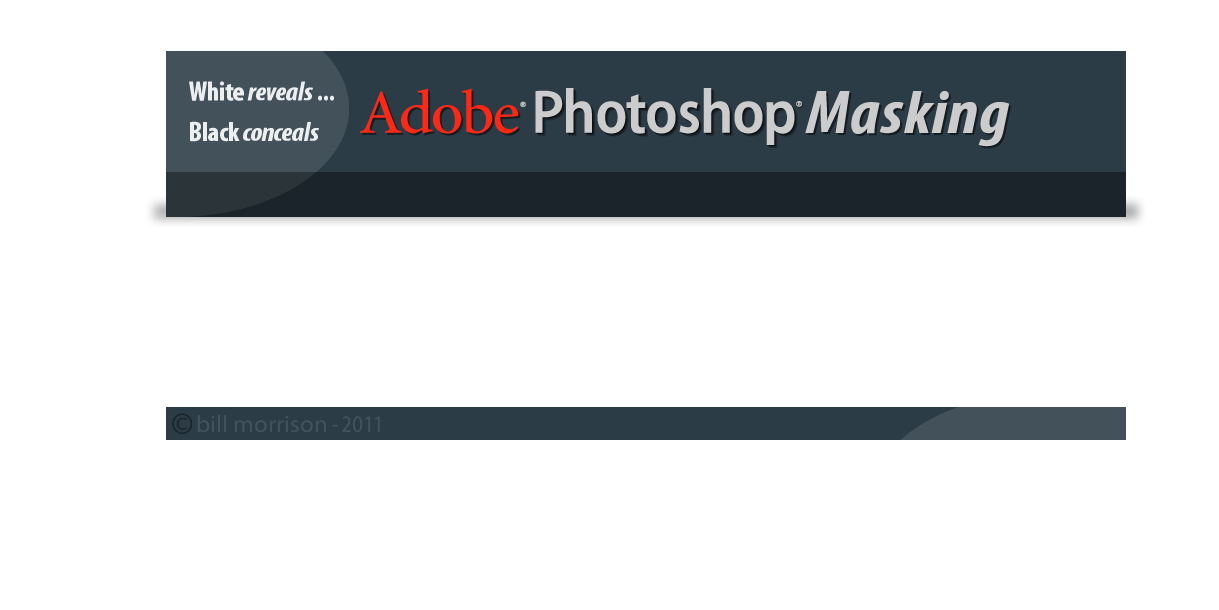 White reveals ...
Black conceals
Adobe® Photoshop® Masking
© bill morrison - 2011